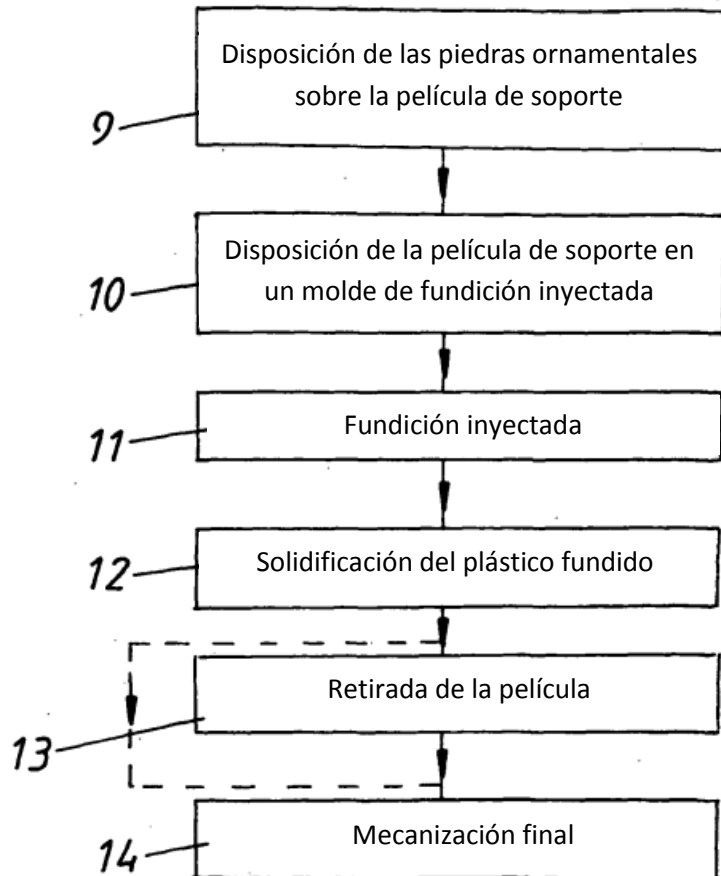 Disposición de las piedras ornamentales
sobre la película de soporte
9
Disposición de la película de soporte en
un molde de fundición inyectada
10
Fundición inyectada
11
Solidificación del plástico fundido
12
Retirada de la película
13
Mecanización final
14